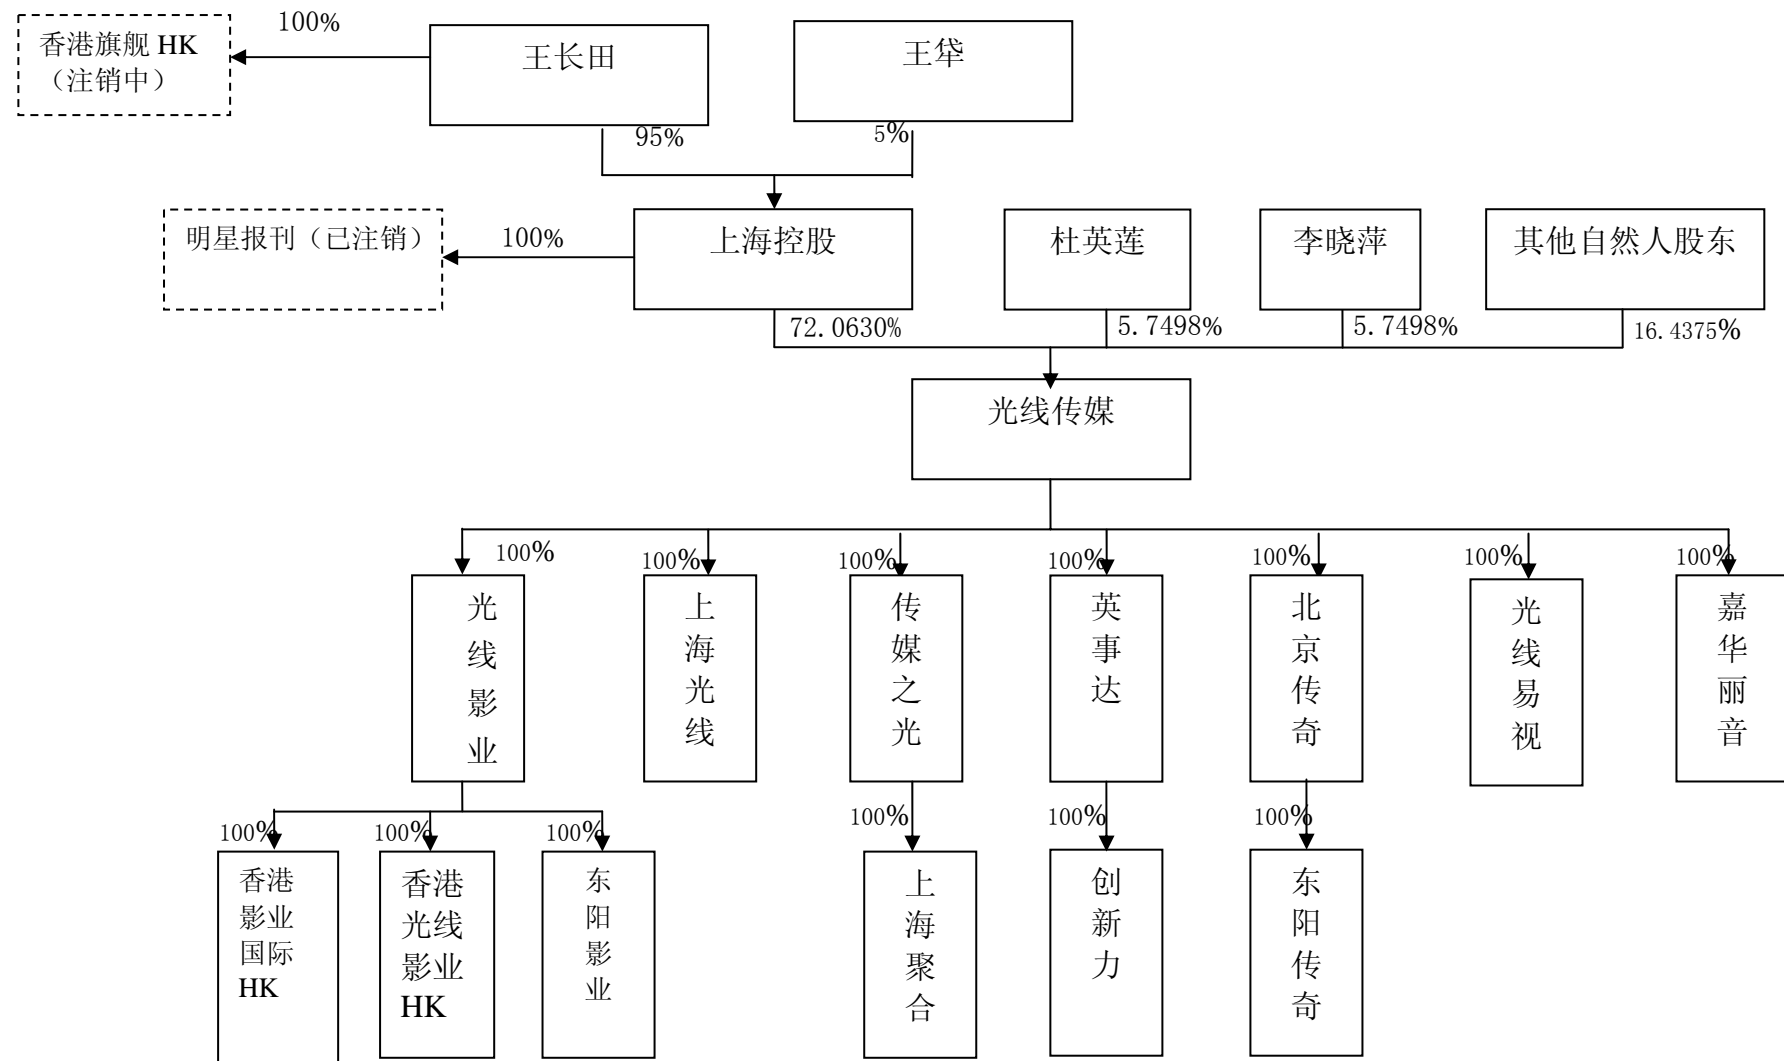 香港旗舰 HK
（注销中）
100%
王长田
王牮
95%
5%
明星报刊（已注销）
100%
上海控股
杜英莲
李晓萍
其他自然人股东
72.0630%
5.7498%
5.7498%
16.4375%
光线传媒
100%
100%
100%
100%
100%
100%
100%
光线影业
上海光线
传媒之光
英事达
北京传奇
光线易视
嘉华丽音
100%
100%
100%
100%
100%
100%
香港
影业
国际
HK
香港
光线
影业
HK
东阳影业
上海聚合
创新力
东阳传奇